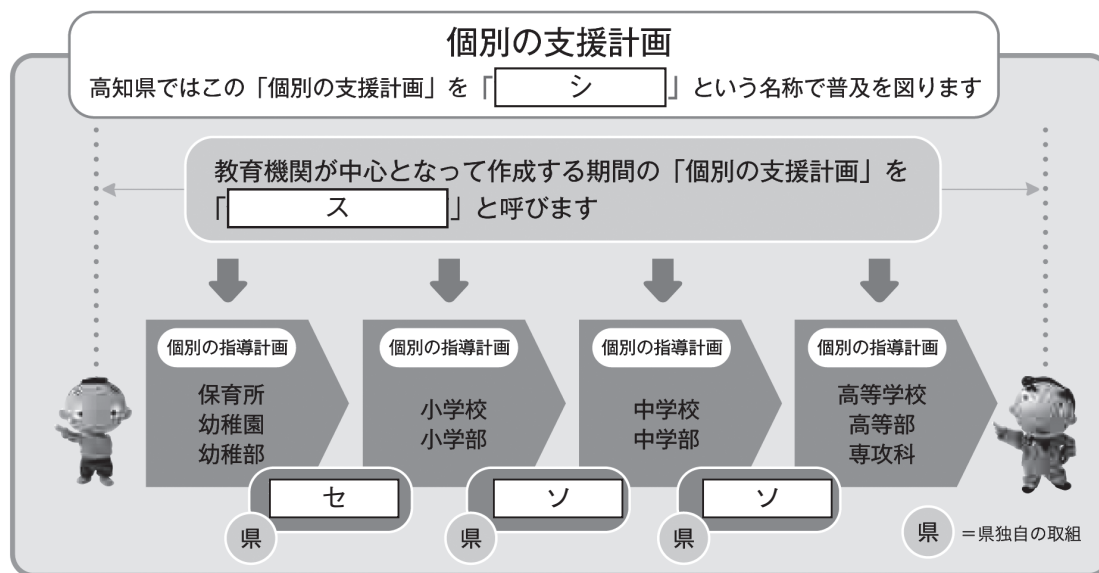 個別の支援計画
高知県ではこの「個別の支援計画」を「シ」という名称で普及を図ります
教育機関が中心となって作成する期間の「個別の支援計画」を
「ス」と呼びます
個別の指導計画
保育所
幼稚園
幼稚部
個別の指導計画
小学校
小学部
個別の指導計画
中学校
中学部
個別の指導計画
高等学校
高等部
専攻科
セ
県
ソ
県
ソ
県
県 ＝県独自の取組